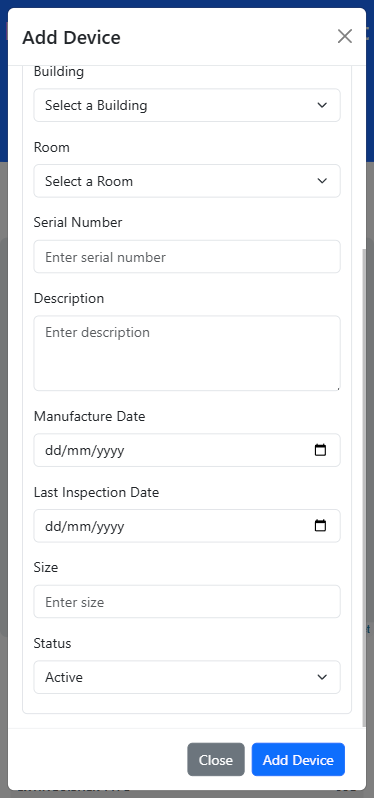 Add Device
Building
Select a Building
Room
Select a Room
Serial Number
Enter serial number
Description
Enter description
Manufacture Date
dd/mm/yyyy
Last Inspection Date
dd/mm/yyyy
Size
Enter size
Status
Active
Close Add Device